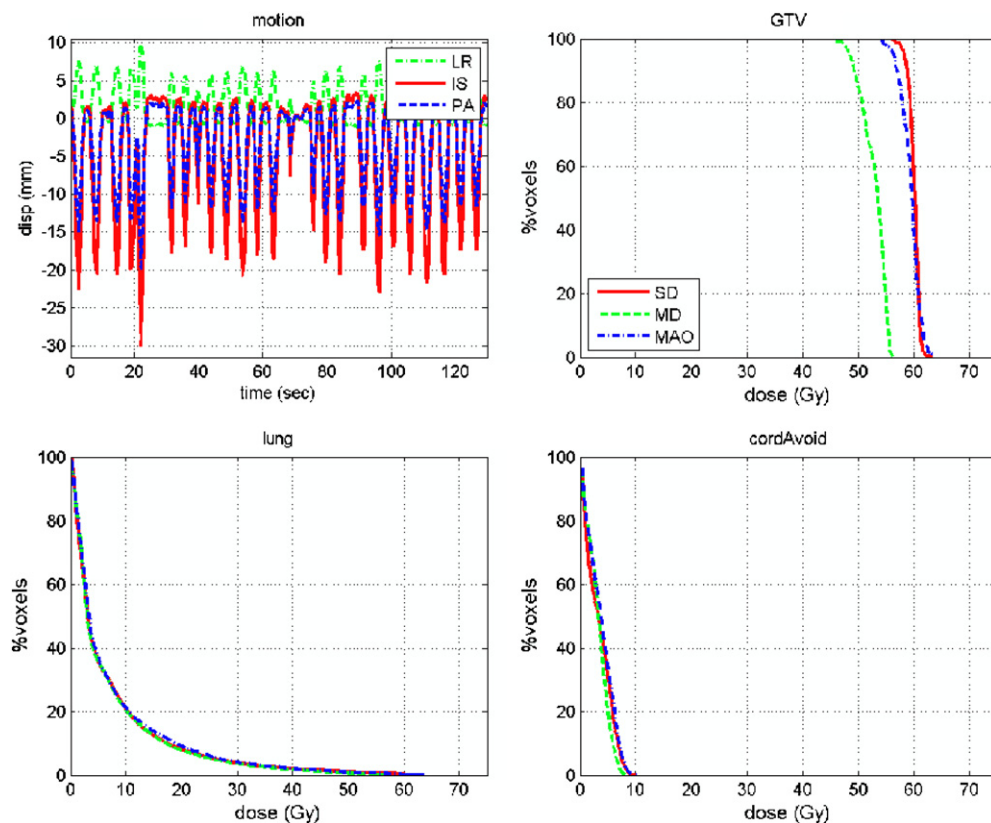 motion
10
5
0
-5
-10
-15
-20
-25
-30
disp (mm)
LR
IS
PA
0 20 40 60 80 100 120
time (sec)
GTV
100
80
60
40
20
0
%voxels
SD
MD
MAO
0 10 20 30 40 50 60 70
dose (Gy)
lung
100
80
60
40
20
0
%voxels
0 10 20 30 40 50 60 70
dose (Gy)
cordAvoid
100
80
60
40
20
0
%voxels
0 10 20 30 40 50 60 70
dose (Gy)